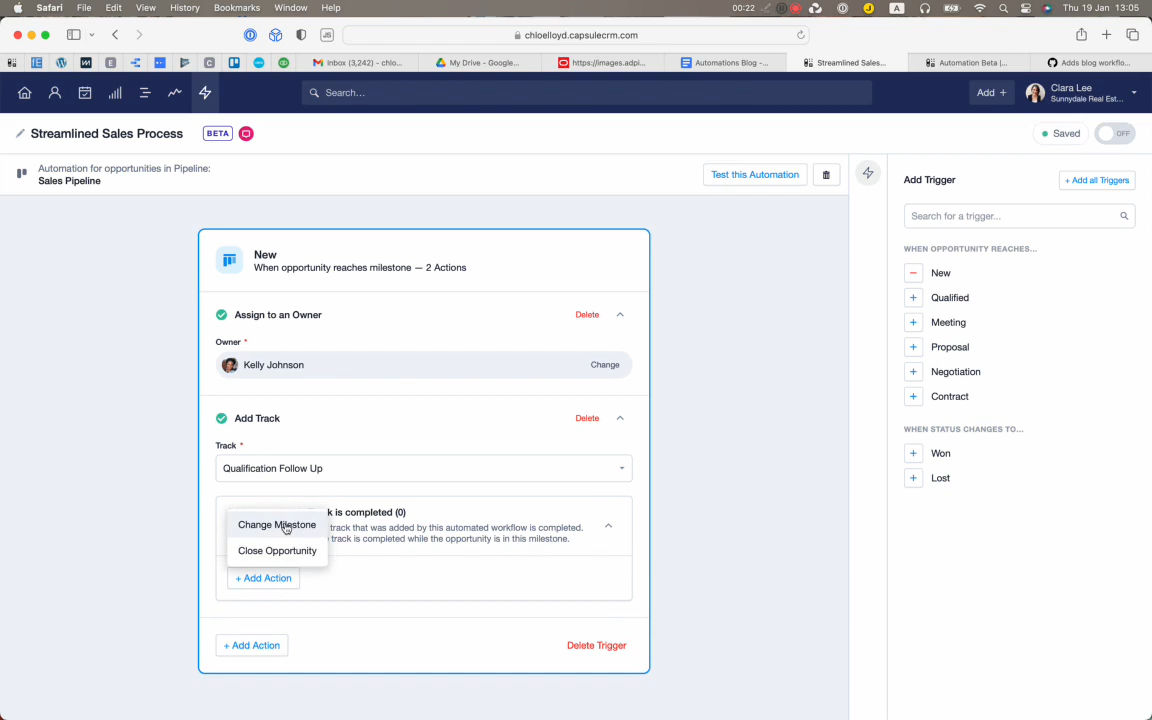 Safari File Edit View History Bookmarks Window Help 00:22 A Thu 19 Jan 13:05
chloelloyd.capsulecrm.com
Inbox (3,242) – chlo... My Drive – Google... https://images.adpi... Automations Blog –... Streamlined Sales... Automation Beta |... Adds blog workflo...
Search... Add + Clara Lee
Sunnydale Real Est...
Streamlined Sales Process BETA Saved OFF
Automation for opportunities in Pipeline:
Sales Pipeline
Test this Automation
New
When opportunity reaches milestone — 2 Actions
Assign to an Owner Delete
Owner *
Kelly Johnson Change
Add Track Delete
Track *
Qualification Follow Up
k is completed (0)
track that was added by this automated workflow is completed.
track is completed while the opportunity is in this milestone.
Change Milestone
Close Opportunity
+ Add Action
+ Add Action Delete Trigger
Add Trigger + Add all Triggers
Search for a trigger...
WHEN OPPORTUNITY REACHES...
New
Qualified
Meeting
Proposal
Negotiation
Contract
WHEN STATUS CHANGES TO...
Won
Lost